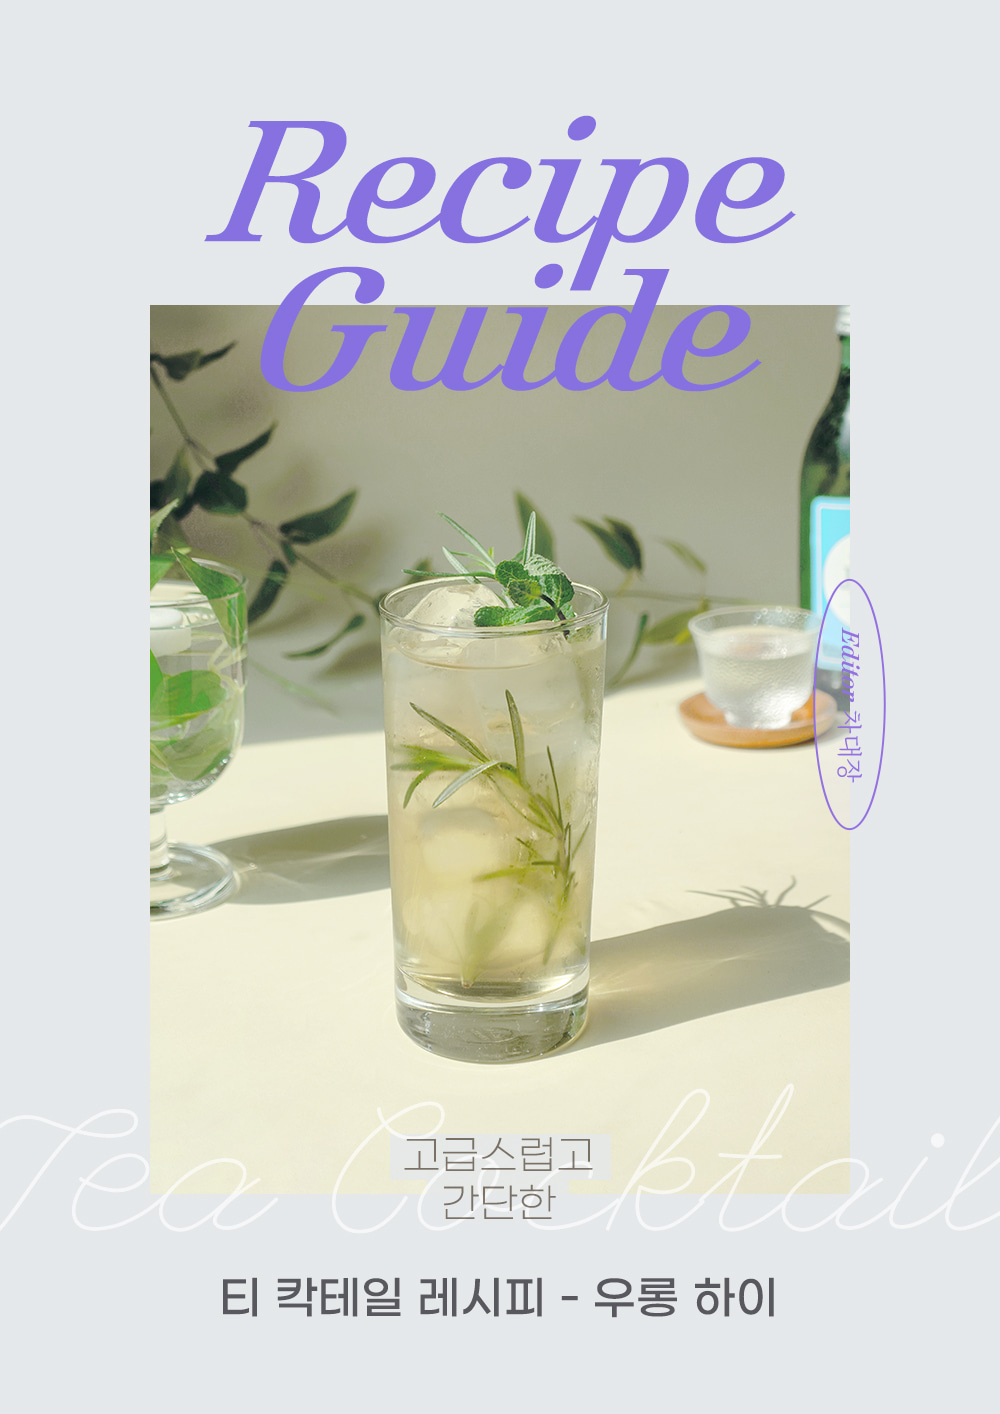 Recipe
Guide
Editor 차대장
Tea Cocktail
고급스럽고
간단한
티 칵테일 레시피 - 우롱 하이